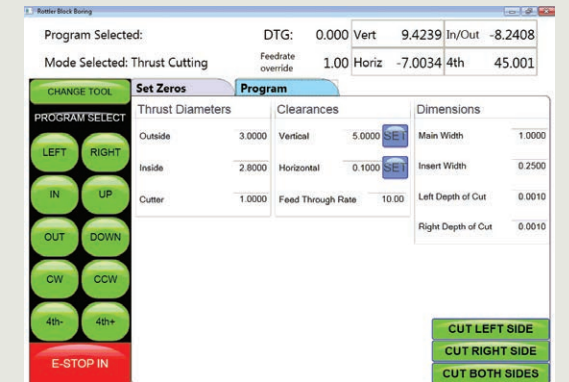 Rottler Block Boring
Program Selected: DTG: 0.000 Vert 9.4239 In/Out -8.2408
Mode Selected: Thrust Cutting Feedrate override 1.00 Horiz -7.0034 4th 45.001
CHANGE TOOL Set Zeros Program
PROGRAM SELECT Thrust Diameters Clearances Dimensions
Outside 3.0000 Vertical 5.0000 SET Main Width 1.0000
LEFT RIGHT
Inside 2.8000 Horizontal 0.1000 SET Insert Width 0.2500
IN UP Cutter 1.0000 Feed Through Rate 10.00 Left Depth of Cut 0.0010
Right Depth of Cut 0.0010
OUT DOWN
CW CCW
4th- 4th+
CUT LEFT SIDE
CUT RIGHT SIDE
E-STOP IN
CUT BOTH SIDES